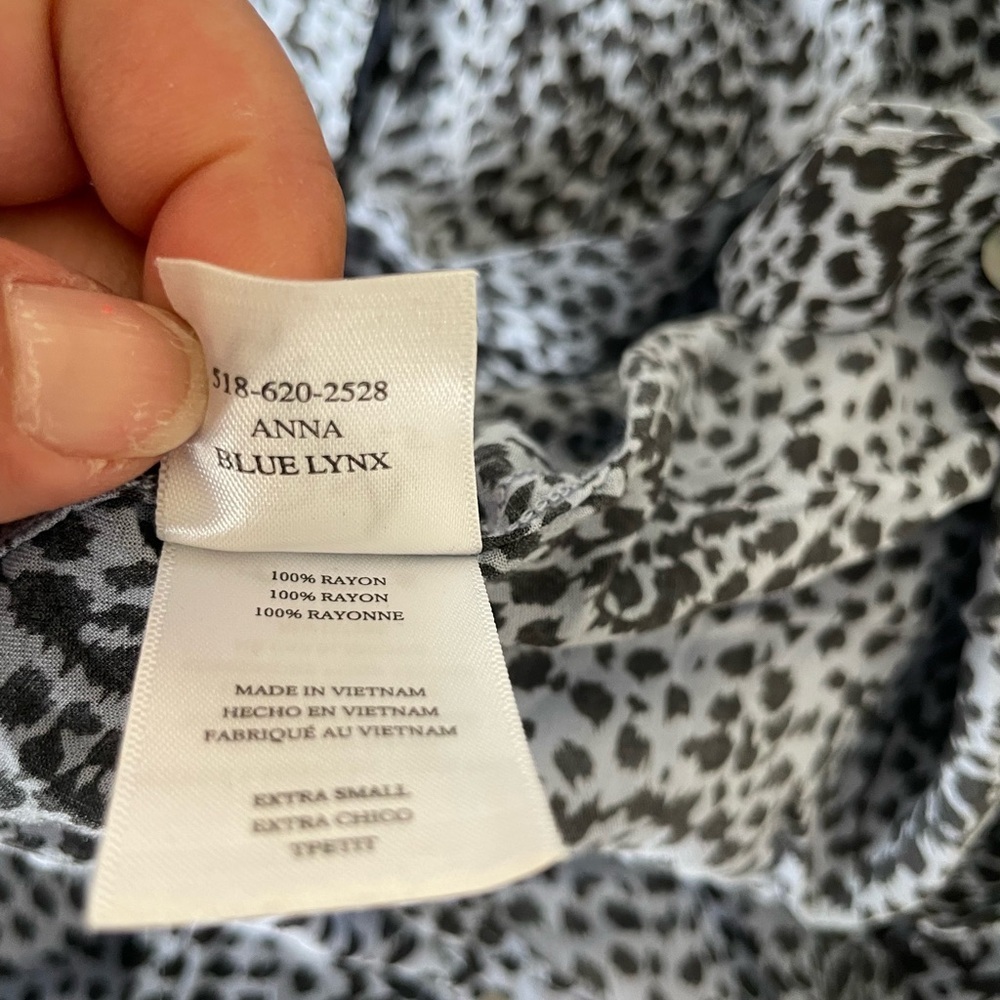 518-620-2528
ANNA
BLUE LYNX
100% RAYON
100% RAYON
100% RAYONNE
MADE IN VIETNAM
HECHO EN VIETNAM
FABRIQUÉ AU VIETNAM
EXTRA SMALL
EXTRA CHICO
TPETIT